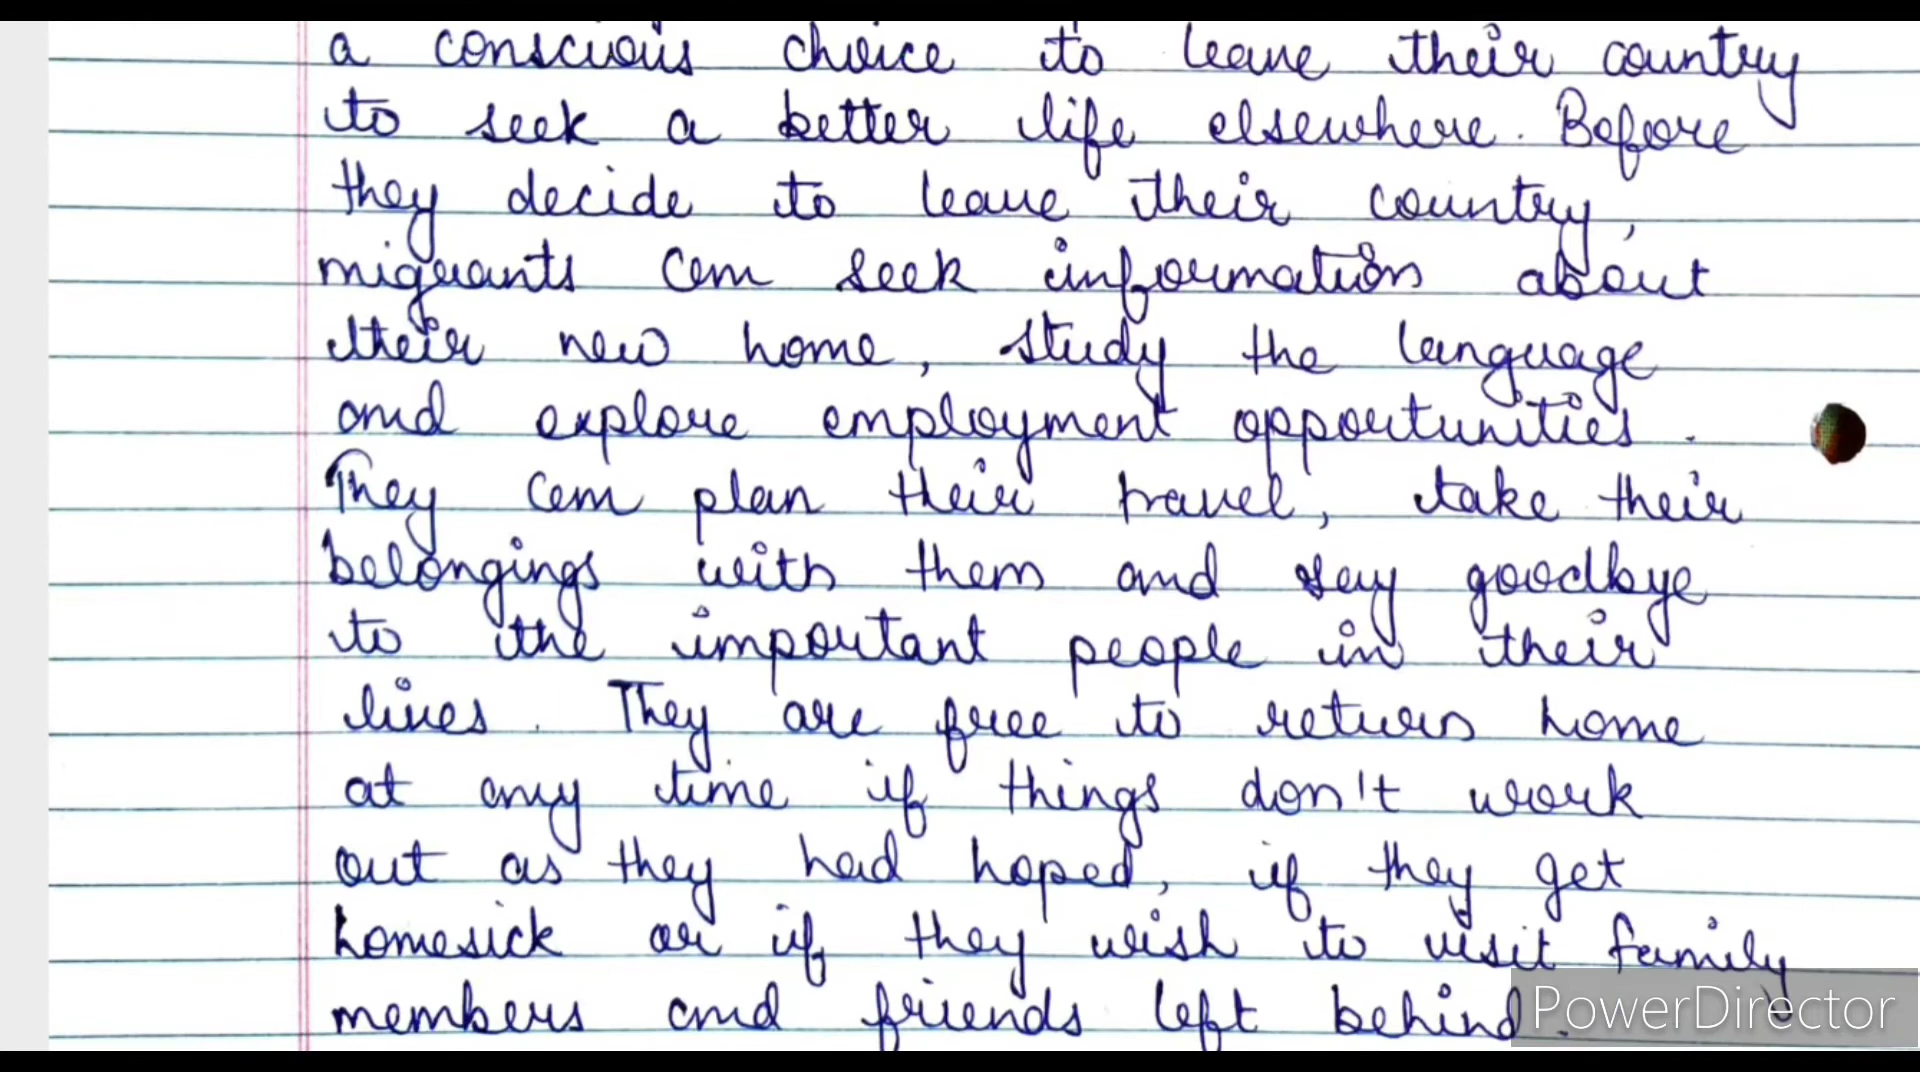 a conscious choice to leave their country
to seek a better life elsewhere. Before
they decide to leave their country,
migrants can seek information about
their new home, study the language
and explore employment opportunities.
They can plan their travel, take their
belongings with them and say goodbye
to the important people in their
lives. They are free to return home
at any time if things don't work
out as they had hoped, if they get
homesick or if they wish to visit family
members and friends left behind.
PowerDirector